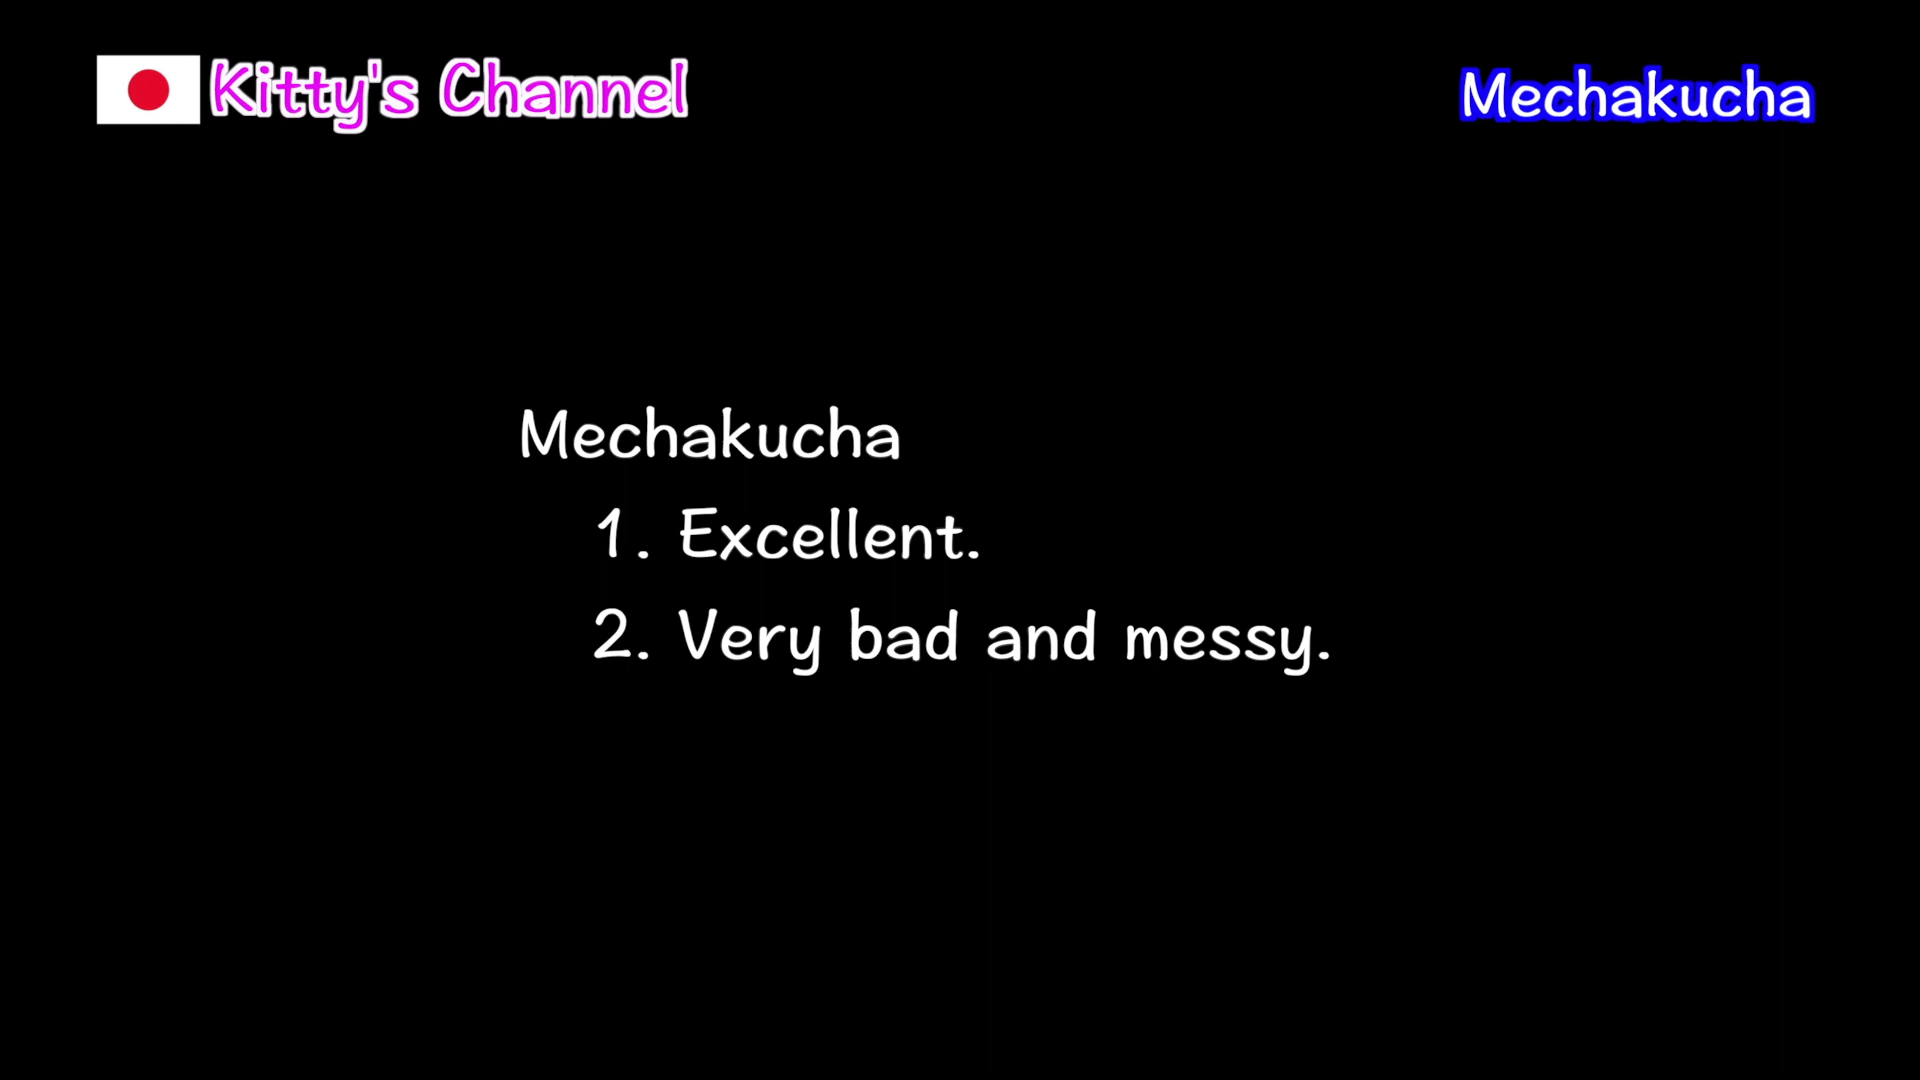 Kitty's Channel
Mechakucha
Mechakucha
1. Excellent.
2. Very bad and messy.